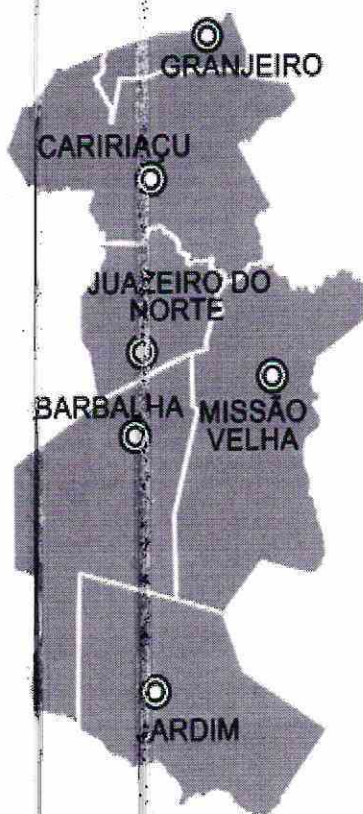 GRANJEIRO
CARIRIAÇU
JUAZEIRO DO
NORTE
BARBALHA
MISSÃO
VELHA
JARDIM